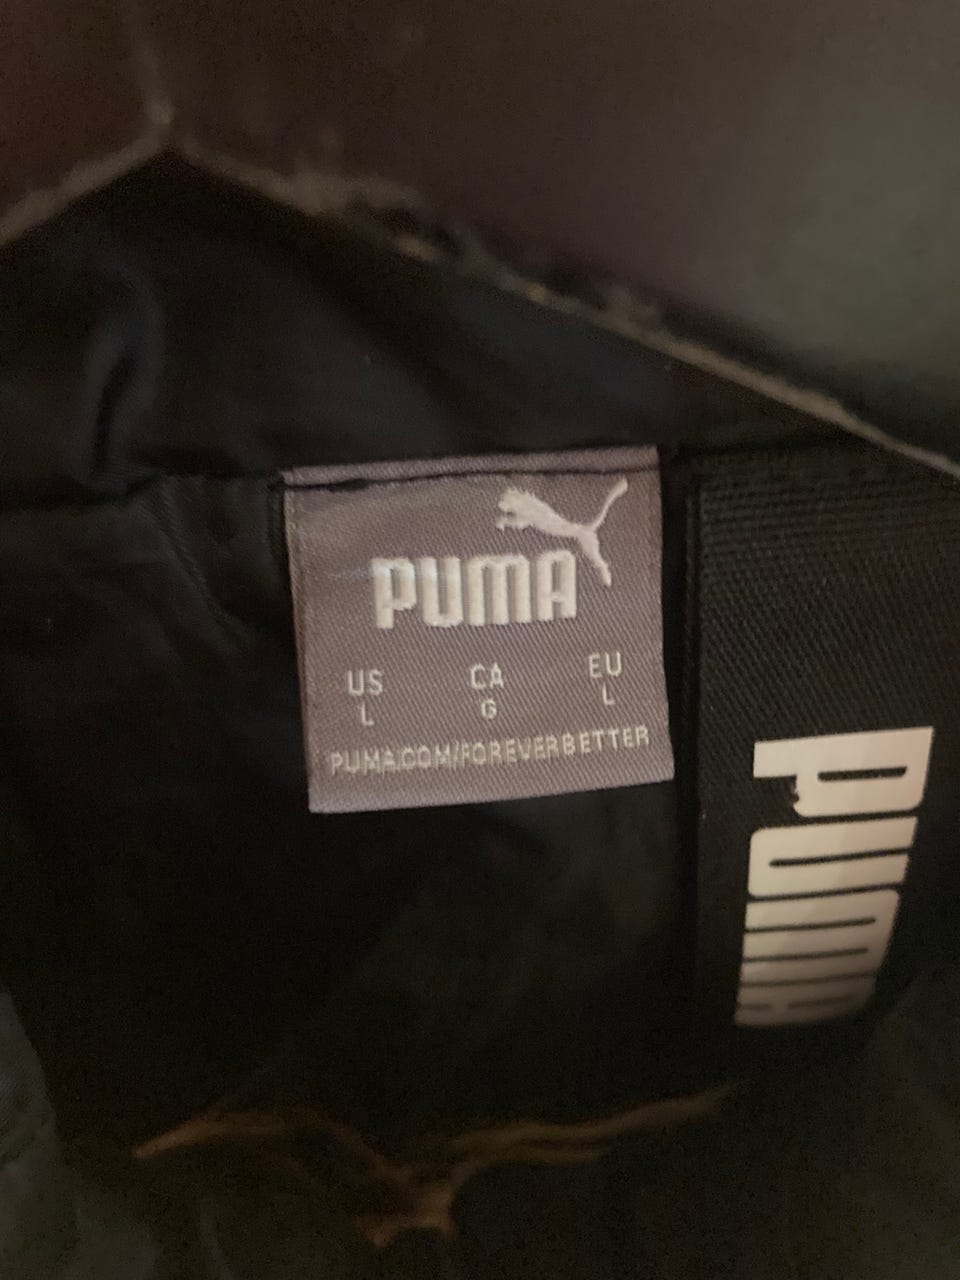 PUMA
US CA EU
L G L
PUMA.COM/FOREVERBETTER
PUMA